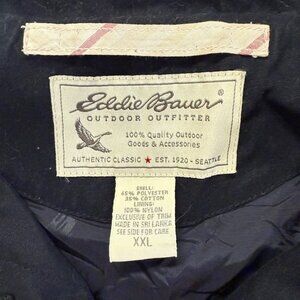 Eddie Bauer®
OUTDOOR OUTFITTER
100% Quality Outdoor
Goods & Accessories
AUTHENTIC CLASSIC ★ EST. 1920 - SEATTLE
SHELL:
65% POLYESTER
35% COTTON
LINING:
100% NYLON
EXCLUSIVE OF TRIM
MADE IN SRI LANKA
SEE SIDE FOR CARE
XXL